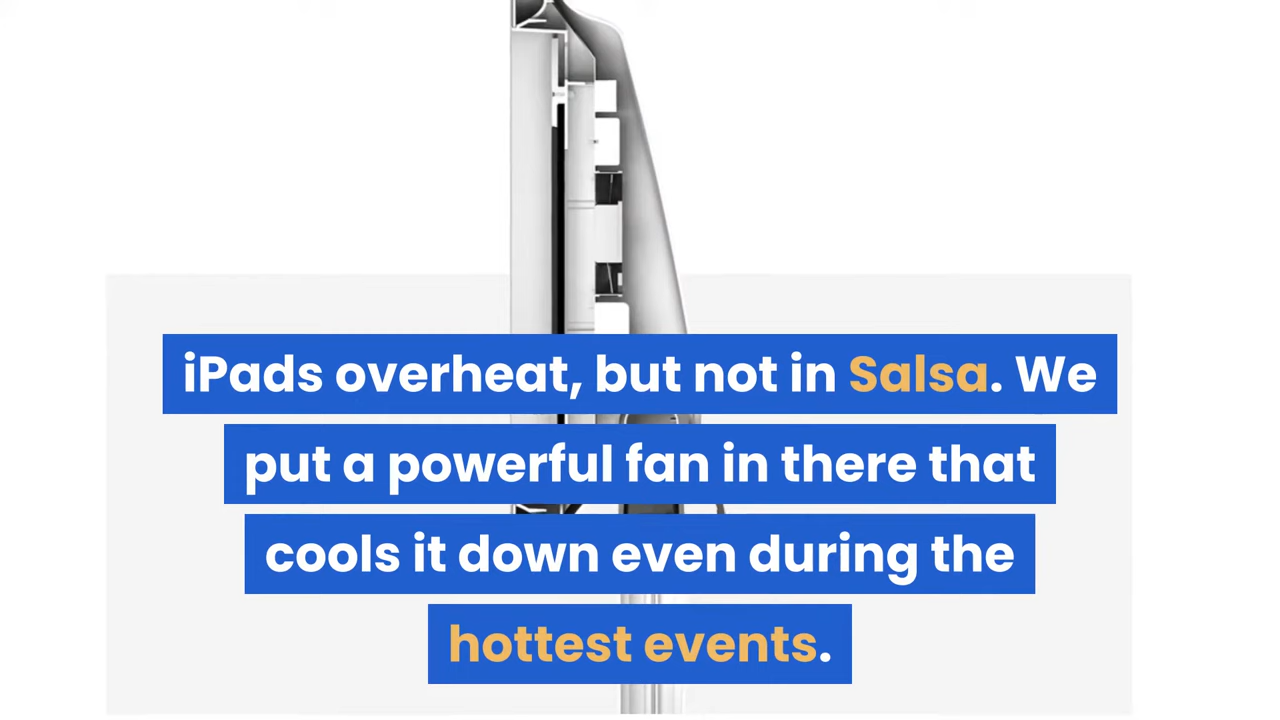 iPads overheat, but not in Salsa. We
put a powerful fan in there that
cools it down even during the
hottest events.